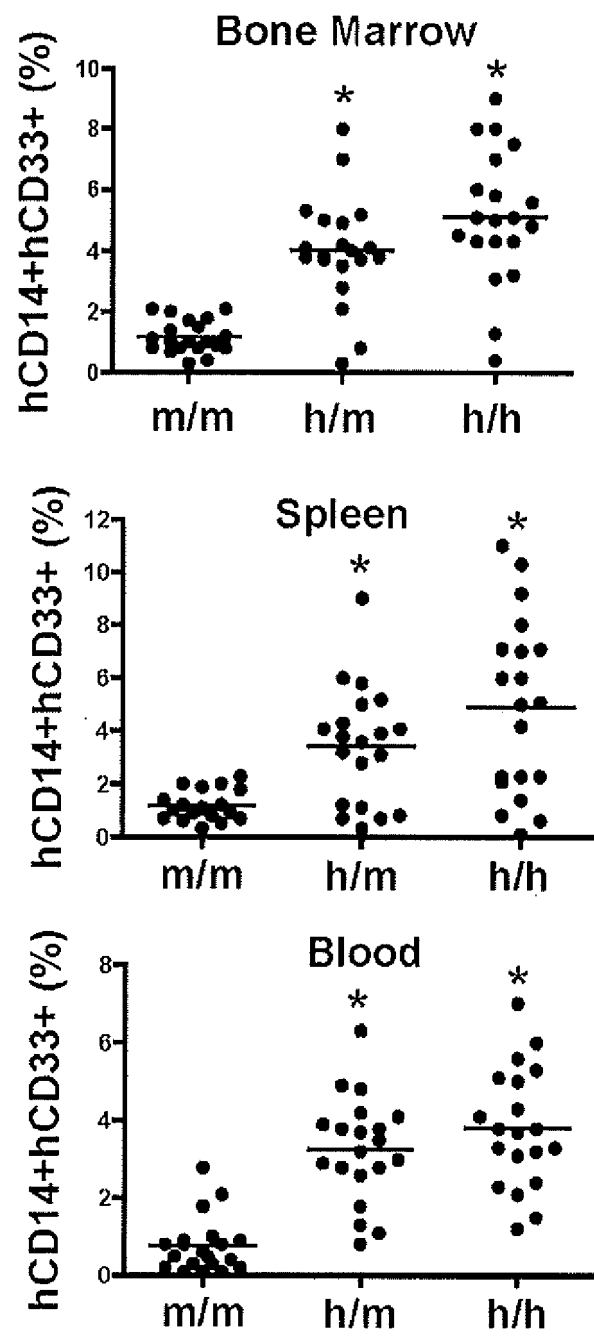 Bone Marrow
hCD14+hCD33+ (%)
10
8
6
4
2
0
* *
m/m h/m h/h
Spleen
hCD14+hCD33+ (%)
12
10
8
6
4
2
0
* *
m/m h/m h/h
Blood
hCD14+hCD33+ (%)
8
6
4
2
0
* *
m/m h/m h/h